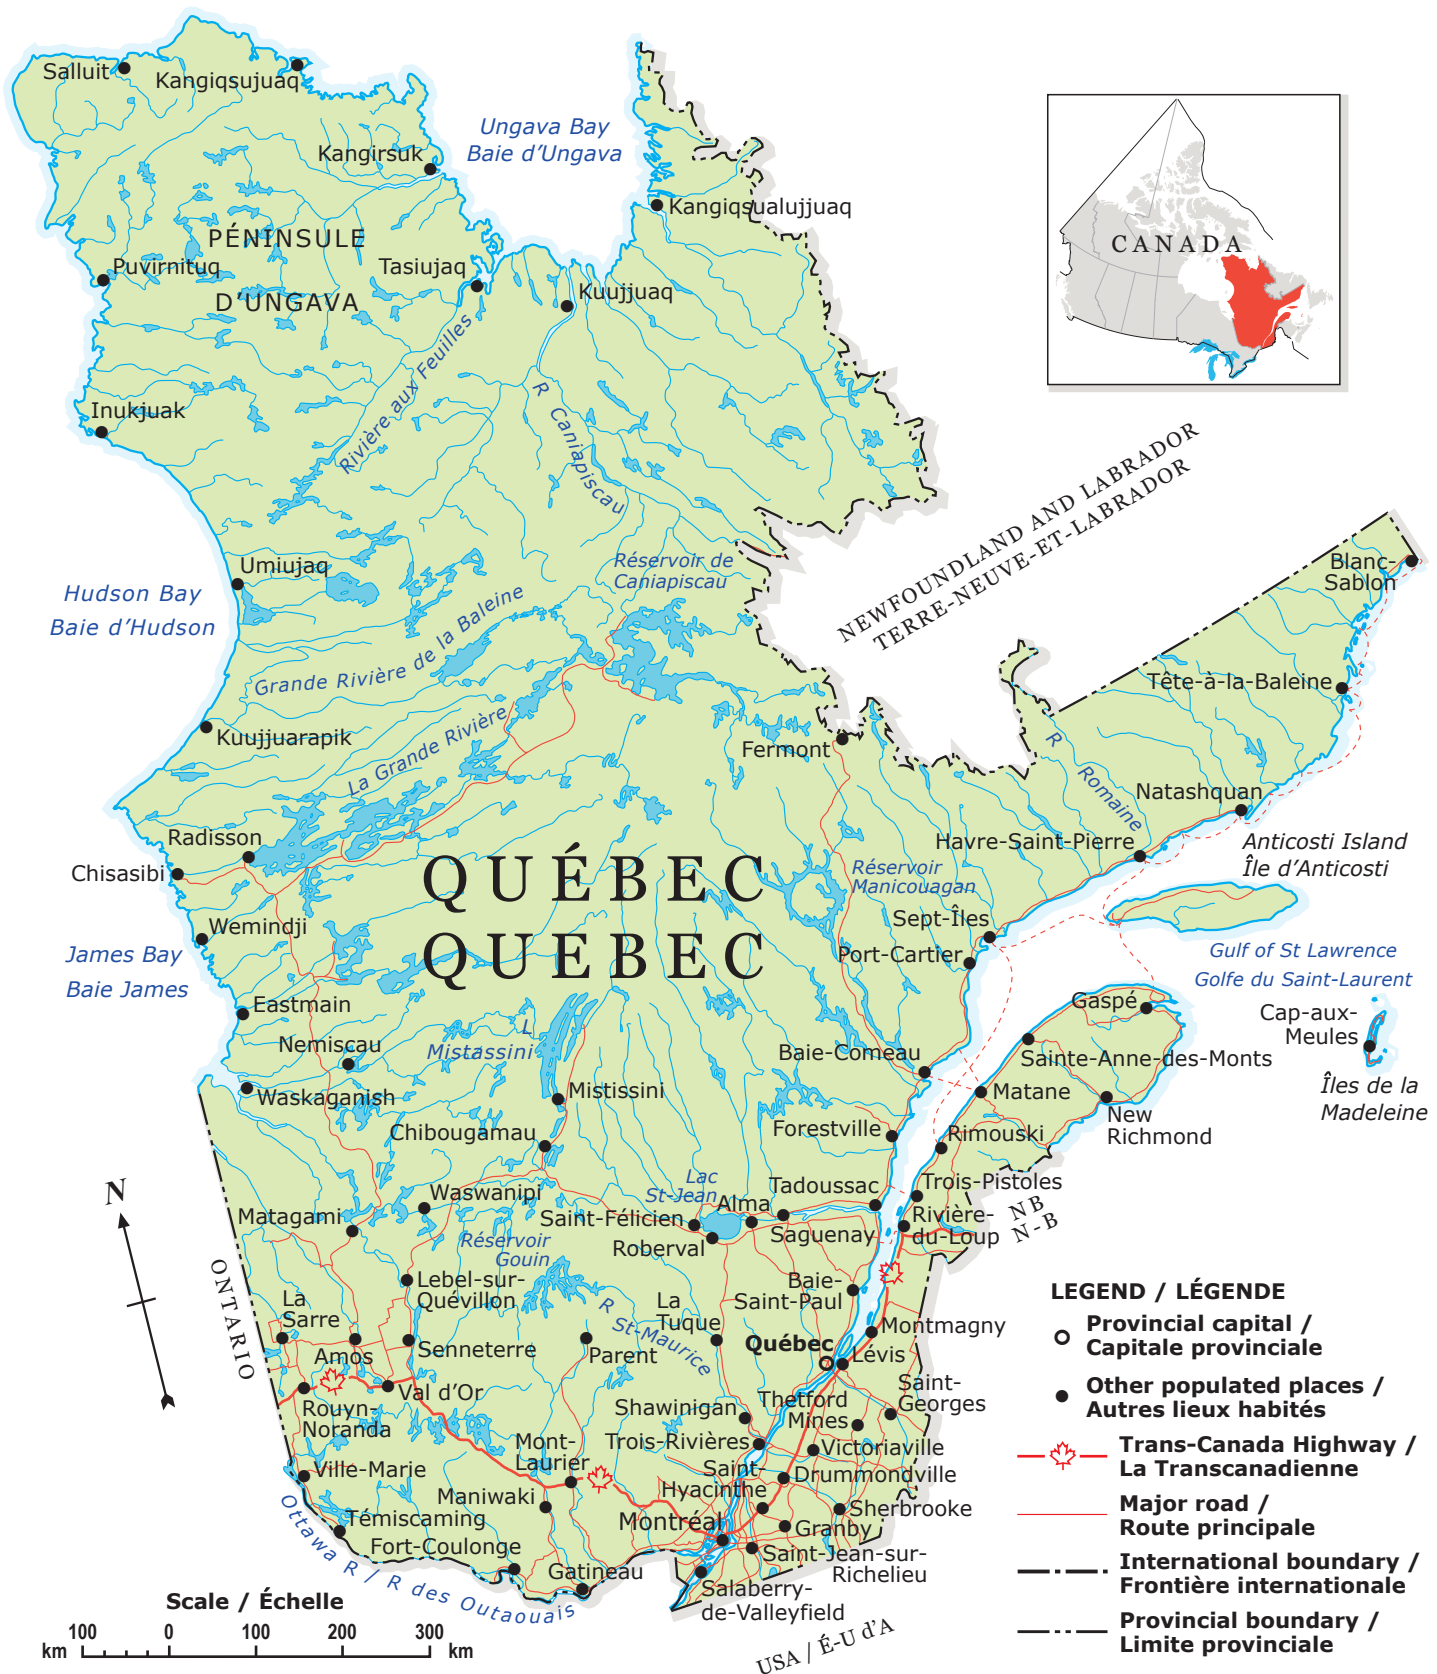 Salluit
Kangiqsujuaq
Ungava Bay
Baie d'Ungava
Kangirsuk
Kangiqsualujjuaq
CANADA
PÉNINSULE
D'UNGAVA
Puvirnituq
Tasiujaq
Kuujjuaq
Rivière aux Feuilles
R Caniapiscau
Inukjuak
NEWFOUNDLAND AND LABRADOR
TERRE-NEUVE-ET-LABRADOR
Réservoir de
Caniapiscau
Umiujaq
Hudson Bay
Baie d'Hudson
Blanc-
Sablon
Grande Rivière de la Baleine
Tête-à-la-Baleine
La Grande Rivière
Kuujjuarapik
Fermont
R Romaine
Natashquan
Radisson
Havre-Saint-Pierre
Anticosti Island
Île d'Anticosti
Chisasibi
QUÉBEC
QUEBEC
Réservoir
Manicouagan
Sept-Îles
Wemindji
Port-Cartier
James Bay
Baie James
Gulf of St Lawrence
Golfe du Saint-Laurent
Eastmain
Gaspé
Cap-aux-
Meules
L
Mistassini
Nemiscau
Baie-Comeau
Sainte-Anne-des-Monts
Îles de la
Madeleine
Waskaganish
Mistissini
Matane
New
Richmond
Chibougamau
Forestville
Rimouski
N
Lac
St-Jean
Tadoussac
Trois-Pistoles
Waswanipi
Alma
NB
N-B
Matagami
Saint-Félicien
Saguenay
Rivière-
du-Loup
Roberval
Réservoir
Gouin
ONTARIO
Lebel-sur-
Quévillon
Baie-
Saint-Paul
La
Sarre
R St-Maurice
La
Tuque
Montmagny
Amos
Senneterre
Parent
Québec
Lévis
Val d'Or
Rouyn-
Noranda
Saint-
Georges
Thetford
Mines
Shawinigan
Trois-Rivières
Victoriaville
Mont-
Laurier
Ville-Marie
Saint-
Hyacinthe
Drummondville
Maniwaki
Sherbrooke
Témiscaming
Montréal
Granby
Fort-Coulonge
Saint-Jean-sur-
Richelieu
Gatineau
Salaberry-
de-Valleyfield
Ottawa R / R des Outaouais
USA / É-U d'A
Scale / Échelle
100 0 100 200 300
km km
LEGEND / LÉGENDE
Provincial capital /
Capitale provinciale
Other populated places /
Autres lieux habités
Trans-Canada Highway /
La Transcanadienne
Major road /
Route principale
International boundary /
Frontière internationale
Provincial boundary /
Limite provinciale